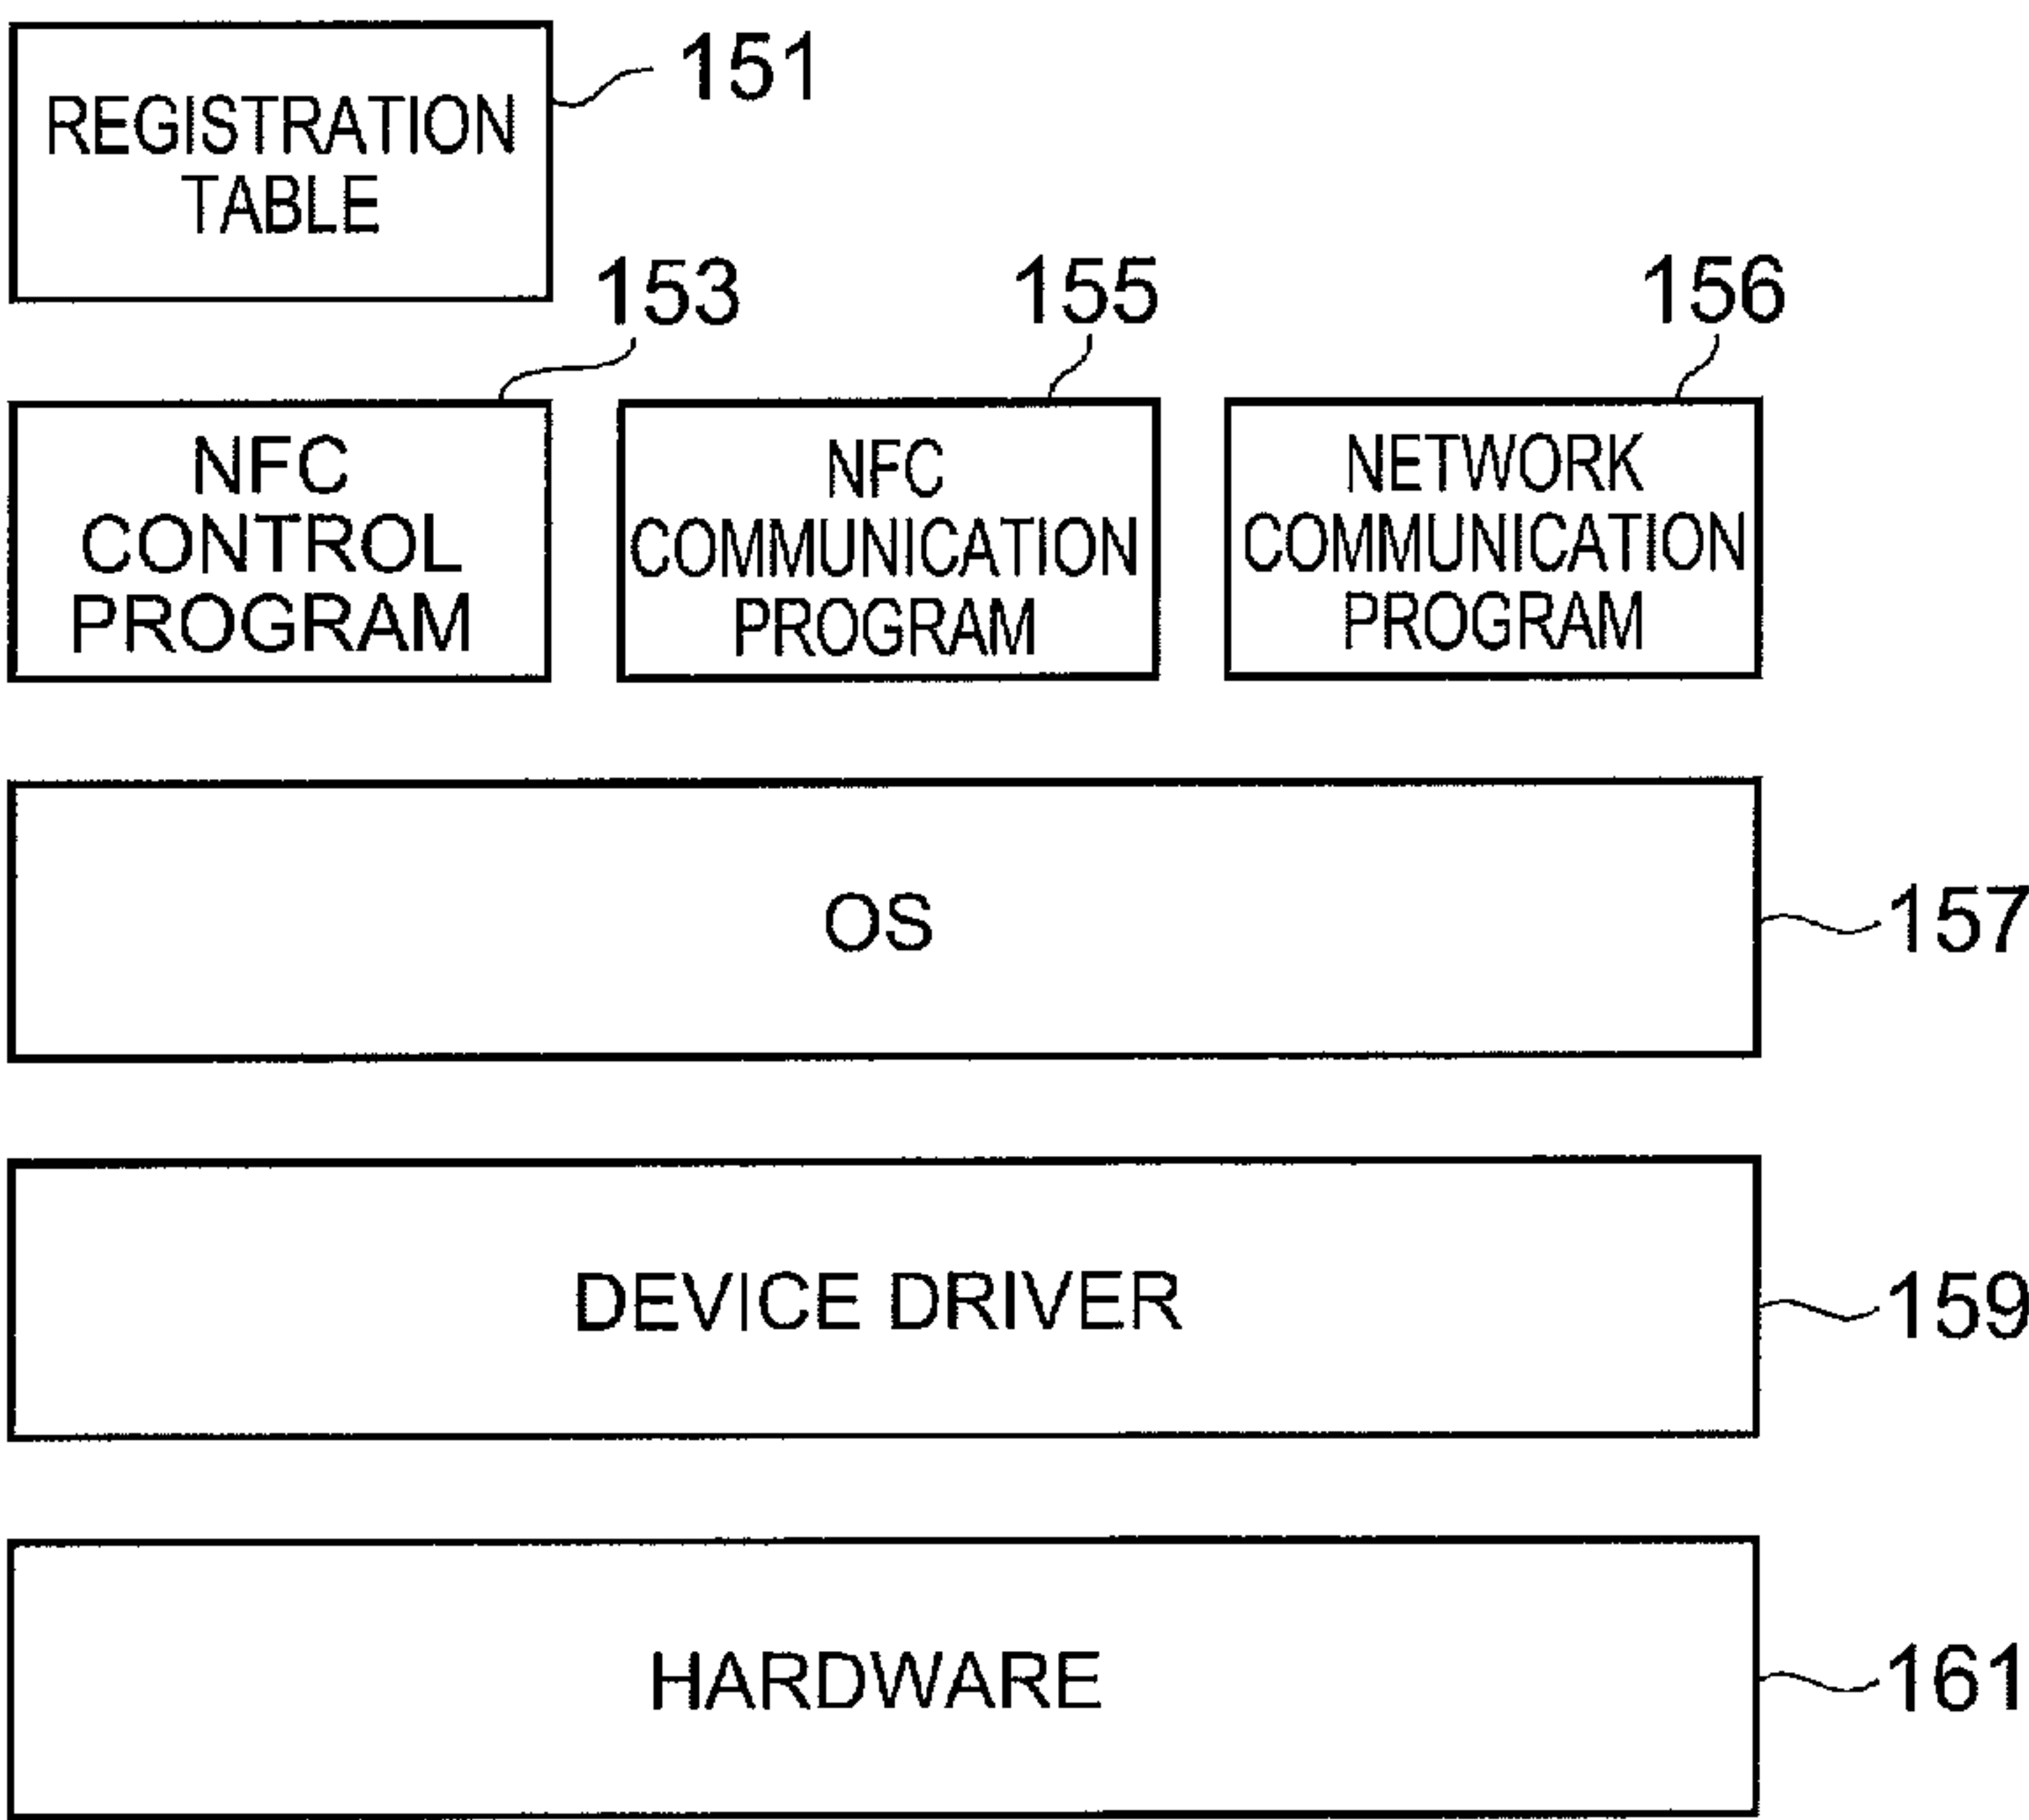 151
REGISTRATION
TABLE
153
155
156
NFC
CONTROL
PROGRAM
NFC
COMMUNICATION
PROGRAM
NETWORK
COMMUNICATION
PROGRAM
OS
157
DEVICE DRIVER
159
HARDWARE
161